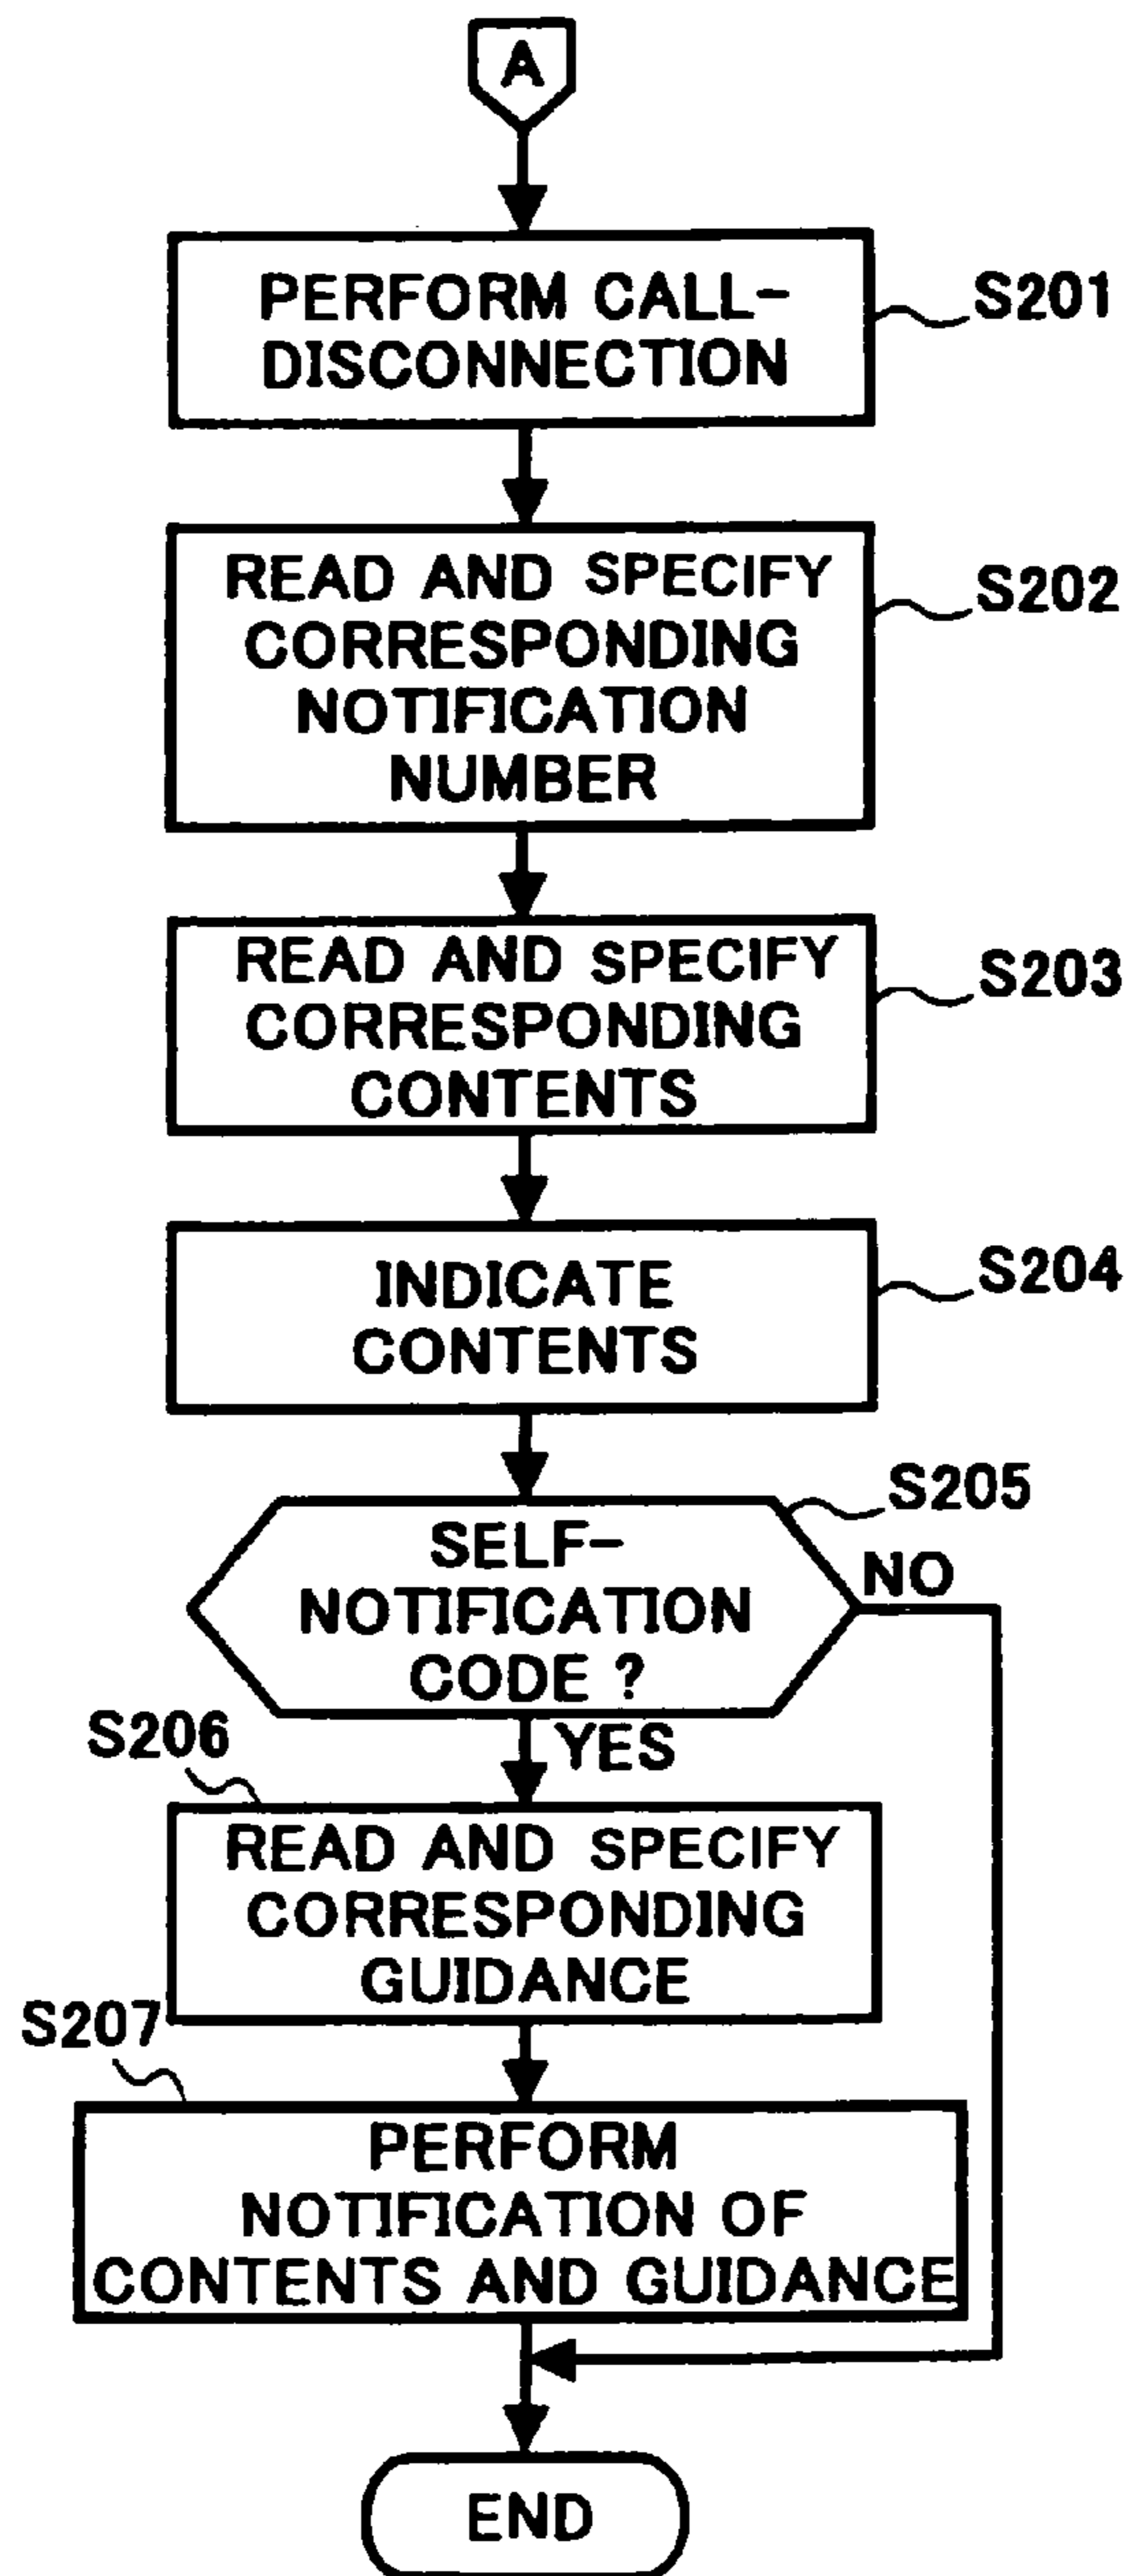 A
PERFORM CALL-
DISCONNECTION
S201
READ AND SPECIFY
CORRESPONDING
NOTIFICATION
NUMBER
S202
READ AND SPECIFY
CORRESPONDING
CONTENTS
S203
INDICATE
CONTENTS
S204
SELF-
NOTIFICATION
CODE ?
S205
NO
YES
S206
READ AND SPECIFY
CORRESPONDING
GUIDANCE
S207
PERFORM
NOTIFICATION OF
CONTENTS AND GUIDANCE
END